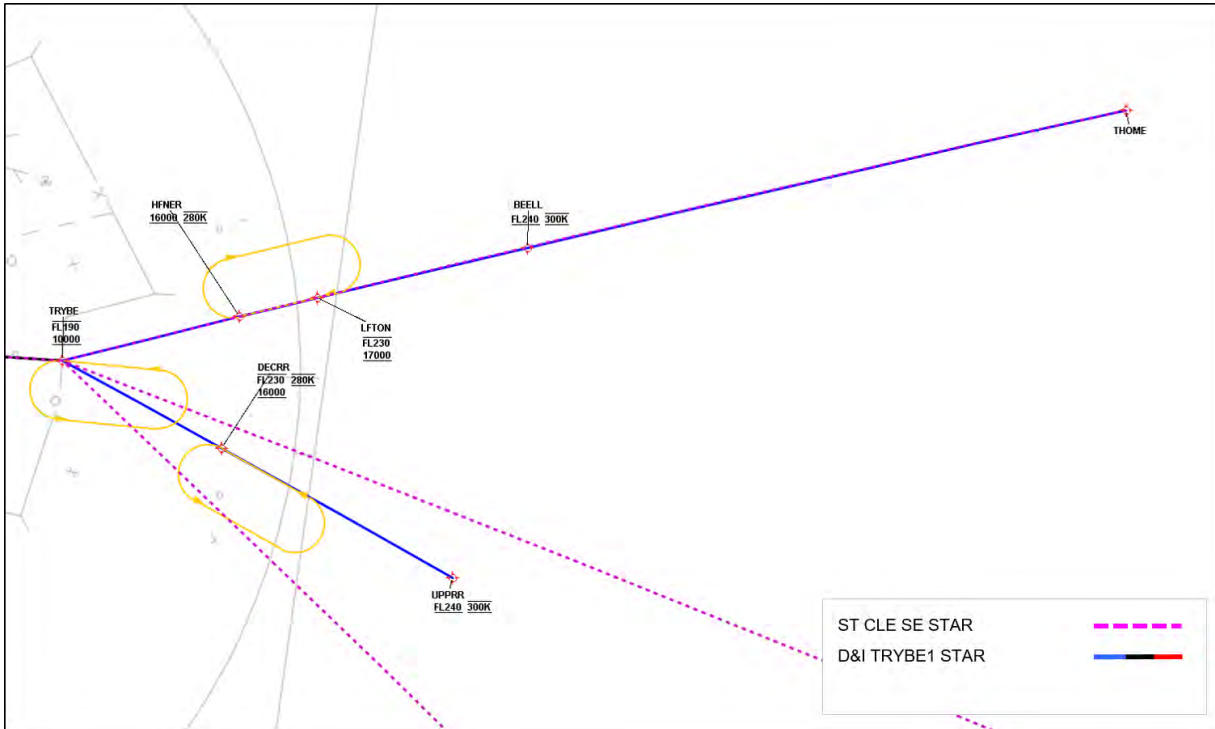 THOME
BEELL
FL240 300K
HFNER
16000 280K
TRYBE
FL190
10000
LFTON
FL230
17000
DECRR
FL230 280K
16000
UPPRR
FL240 300K
ST CLE SE STAR
D&I TRYBE1 STAR